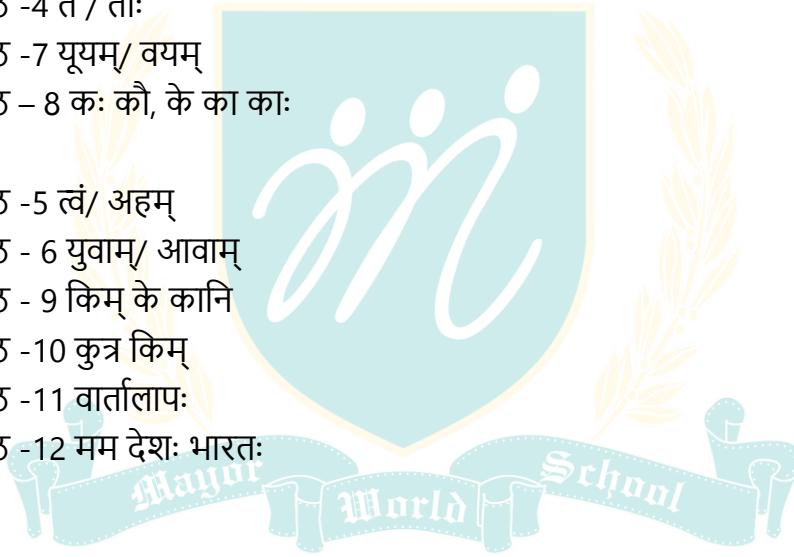 ठ -4 ते / ताः
ठ -7 यूयम्/ वयम्
ठ – 8 कः कौ, के का काः
ठ -5 त्वं/ अहम्
ठ - 6 युवाम्/ आवाम्
ठ - 9 किम् के कानि
ठ -10 कुत्र किम्
ठ -11 वार्तालापः
ठ -12 मम देशः भारतः
Mayor World School